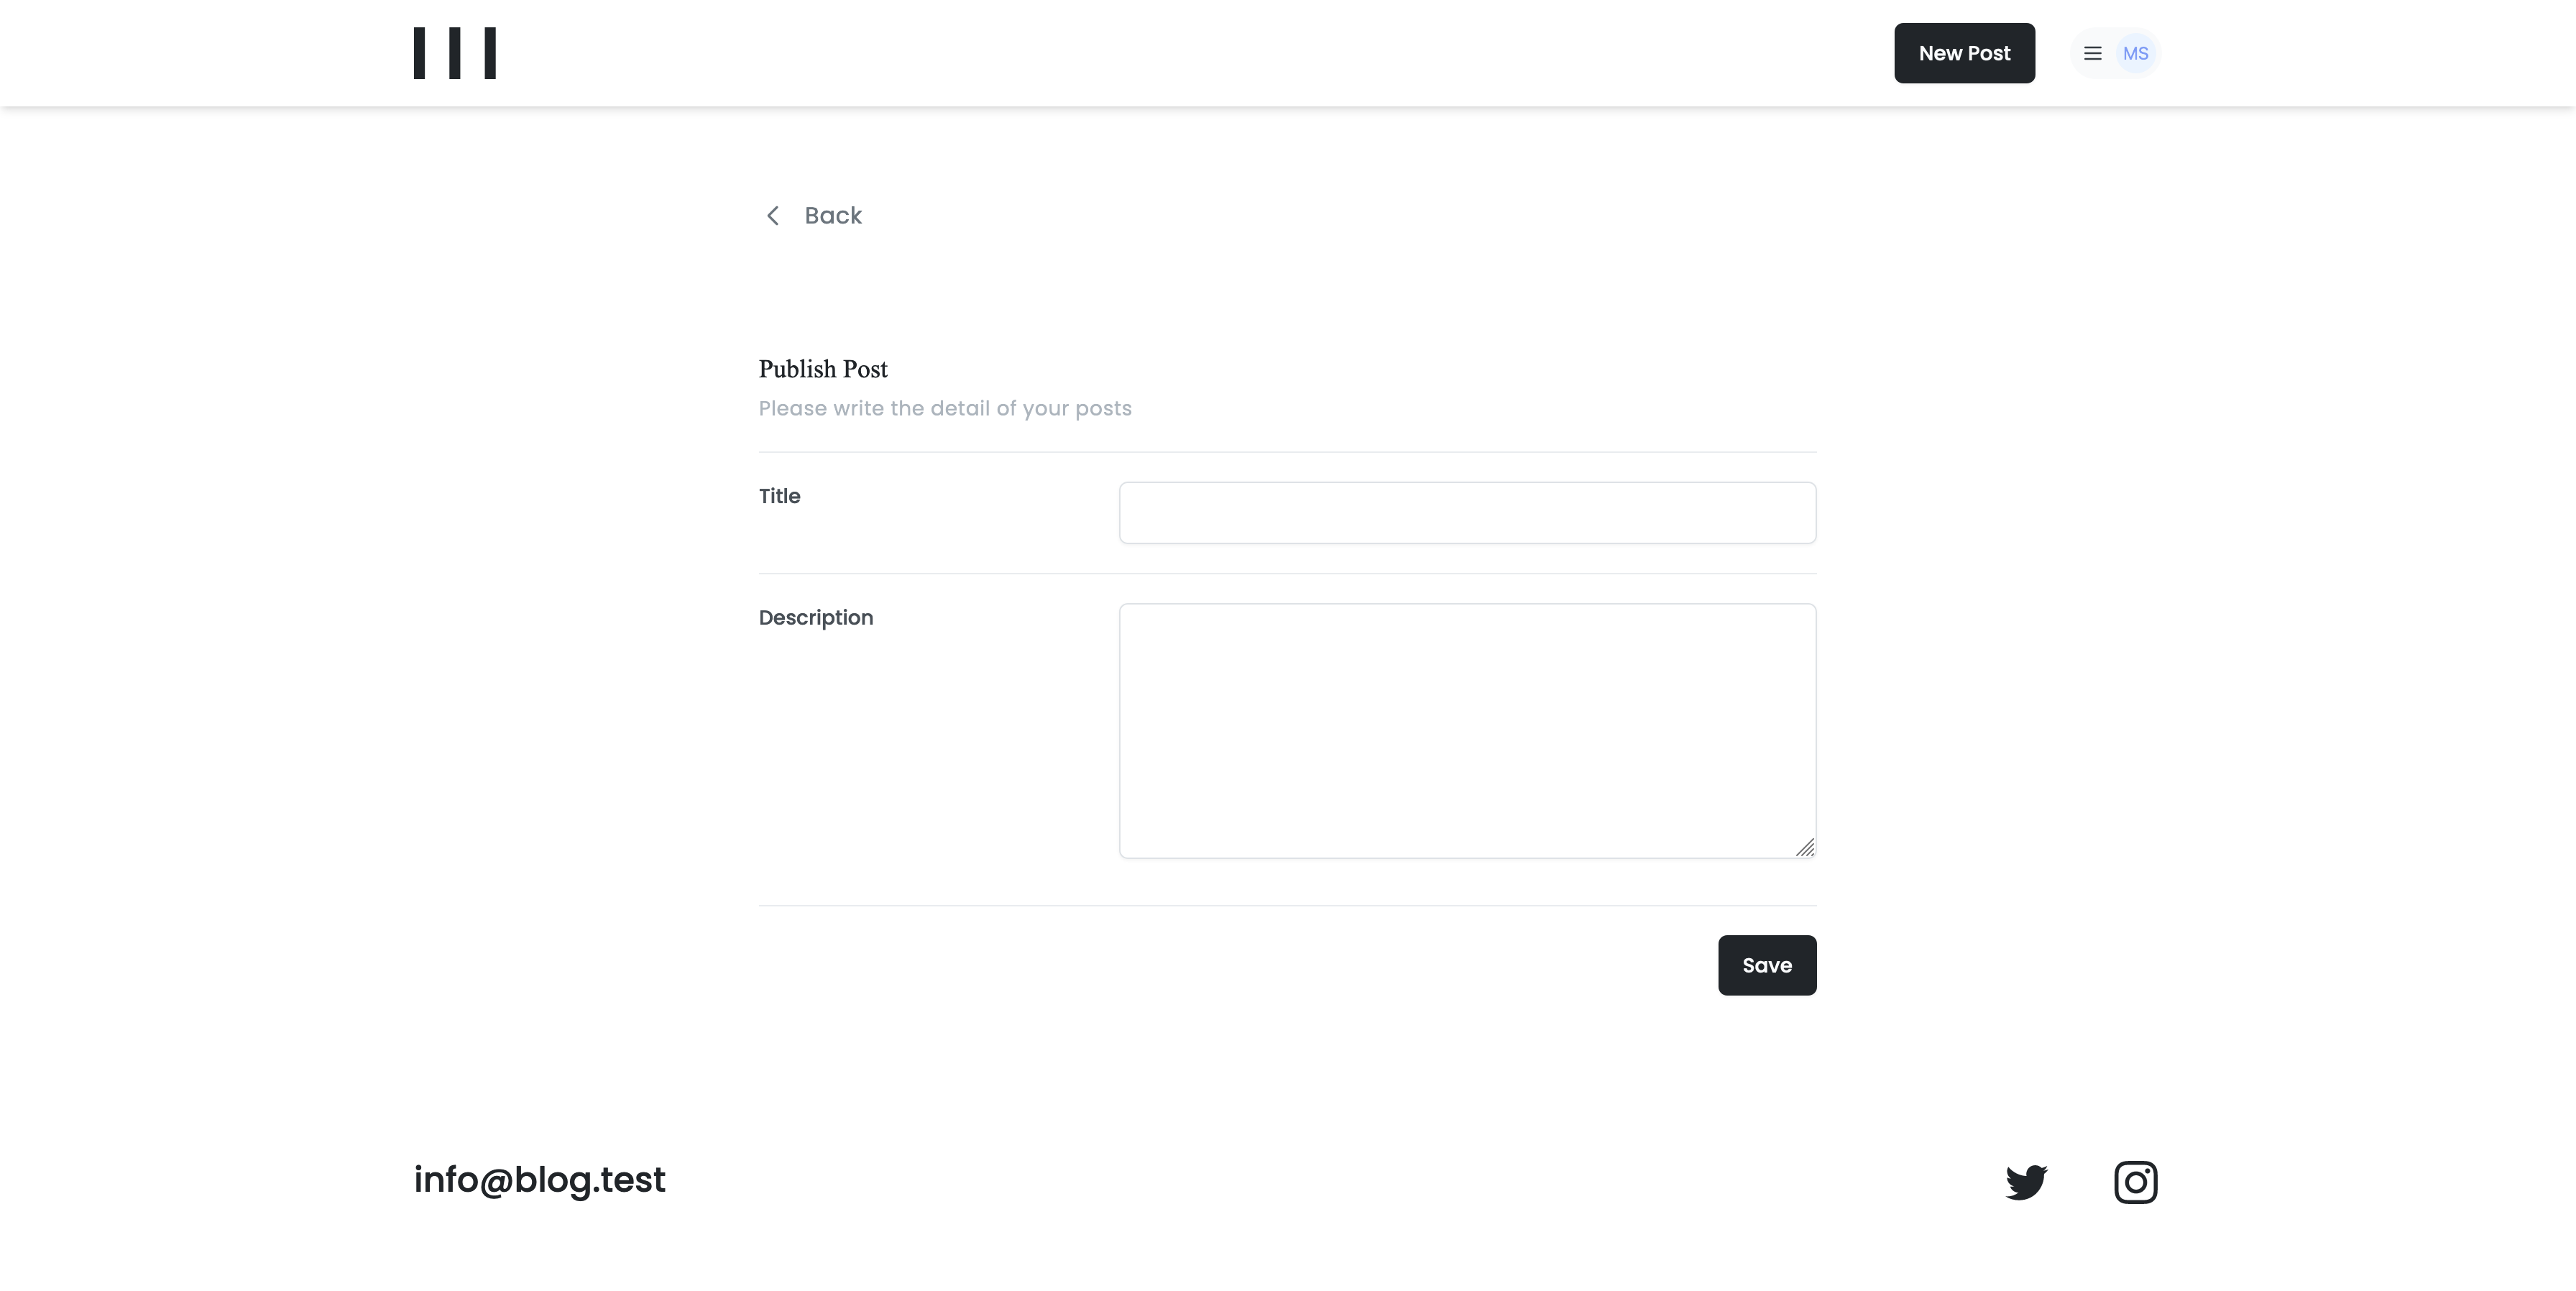 New Post
MS
Back
Publish Post
Please write the detail of your posts
Title
Description
Save
info@blog.test